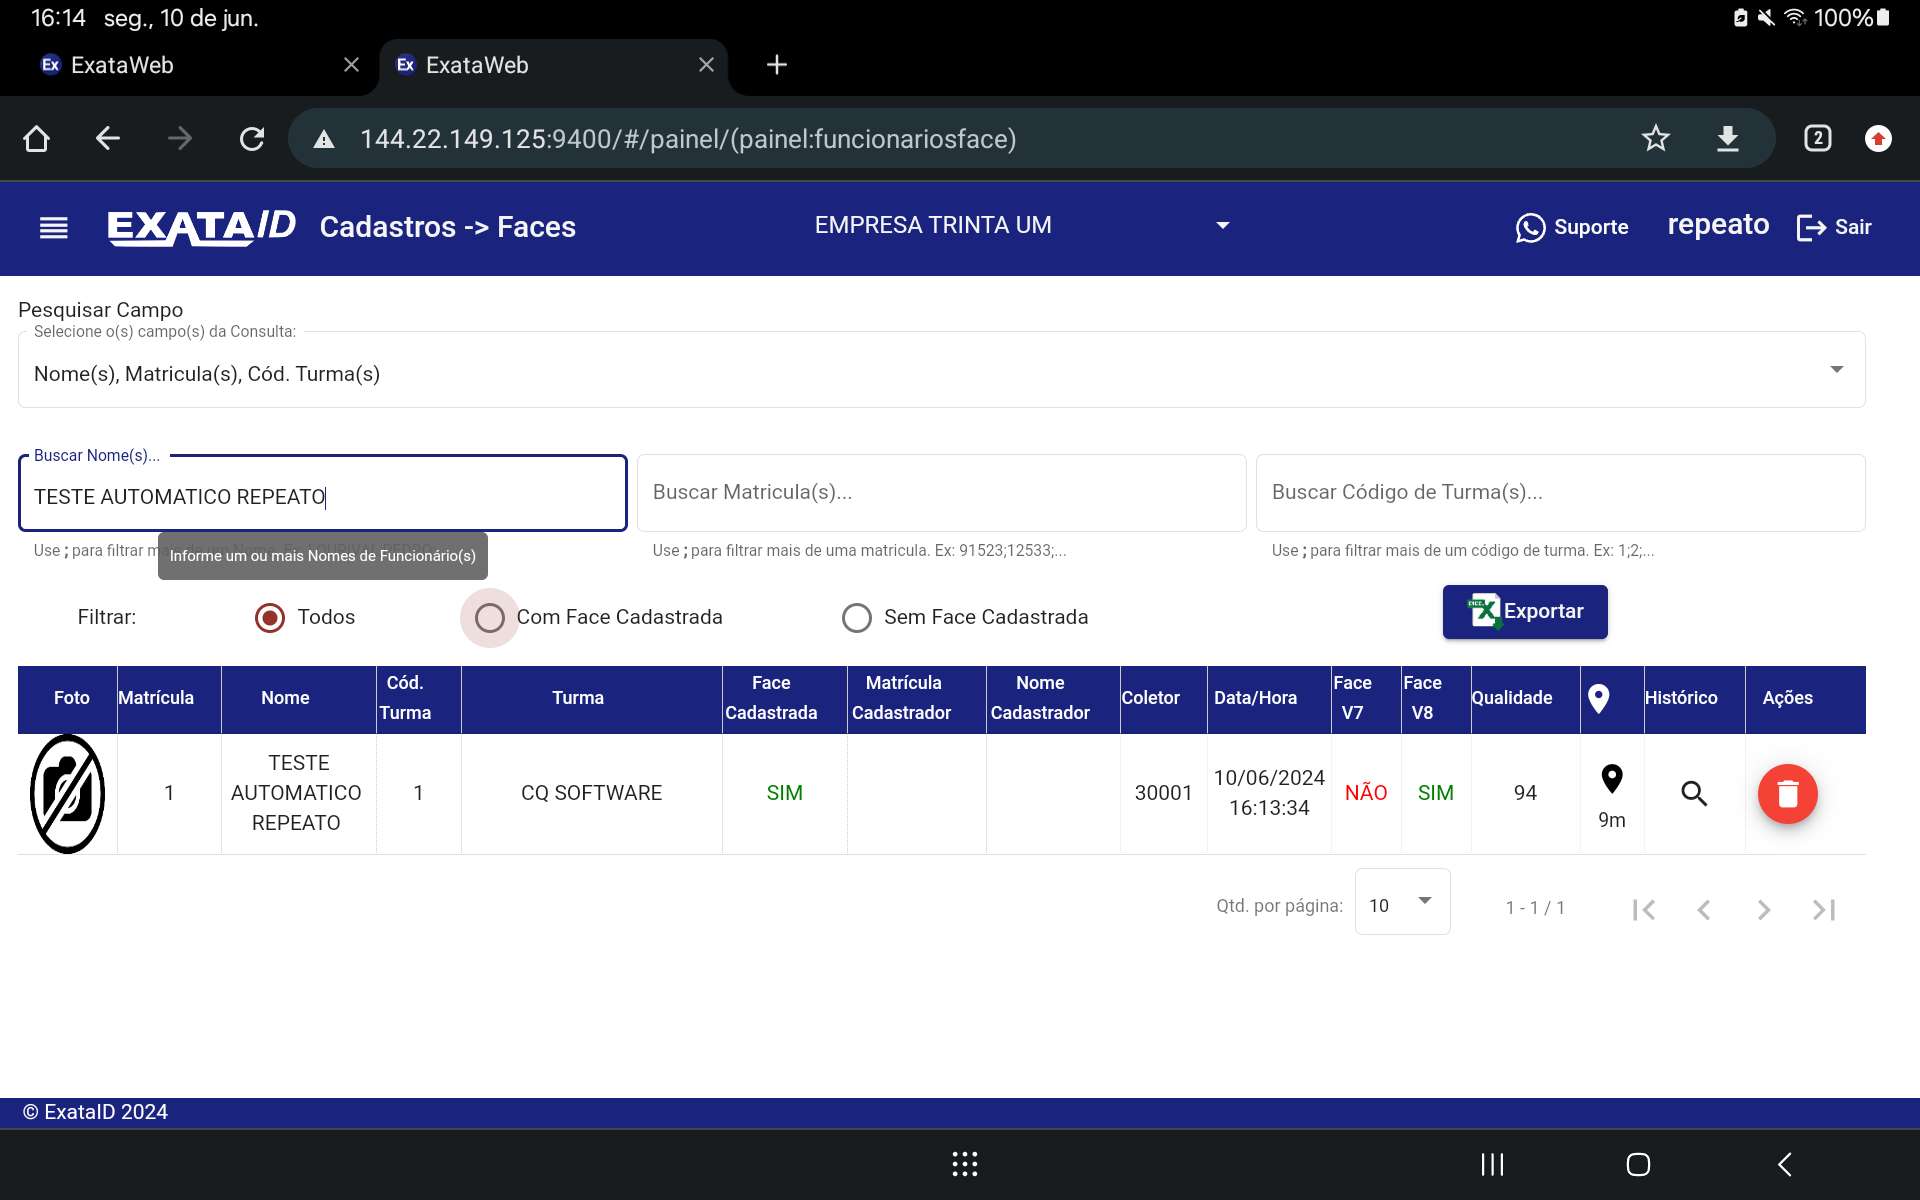 16:14 seg., 10 de jun.
100%
Ex ExataWeb
Ex ExataWeb
144.22.149.125:9400/#/painel/(painel:funcionariosface)
2
EXATAID Cadastros -> Faces
EMPRESA TRINTA UM
Suporte
repeato
Sair
Pesquisar Campo
Selecione o(s) campo(s) da Consulta:
Nome(s), Matricula(s), Cód. Turma(s)
Buscar Nome(s)...
TESTE AUTOMATICO REPEATO
Buscar Matricula(s)...
Buscar Código de Turma(s)...
Use ; para filtrar m
Informe um ou mais Nomes de Funcionário(s)
Use ; para filtrar mais de uma matricula. Ex: 91523;12533;...
Use ; para filtrar mais de um código de turma. Ex: 1;2;...
Filtrar:
Todos
Com Face Cadastrada
Sem Face Cadastrada
Exportar
Foto
Matrícula
Nome
Cód. Turma
Turma
Face Cadastrada
Matrícula Cadastrador
Nome Cadastrador
Coletor
Data/Hora
Face V7
Face V8
Qualidade
Histórico
Ações
1
TESTE AUTOMATICO REPEATO
1
CQ SOFTWARE
SIM
30001
10/06/2024 16:13:34
NÃO
SIM
94
9m
Qtd. por página:
10
1 - 1 / 1
© ExataID 2024